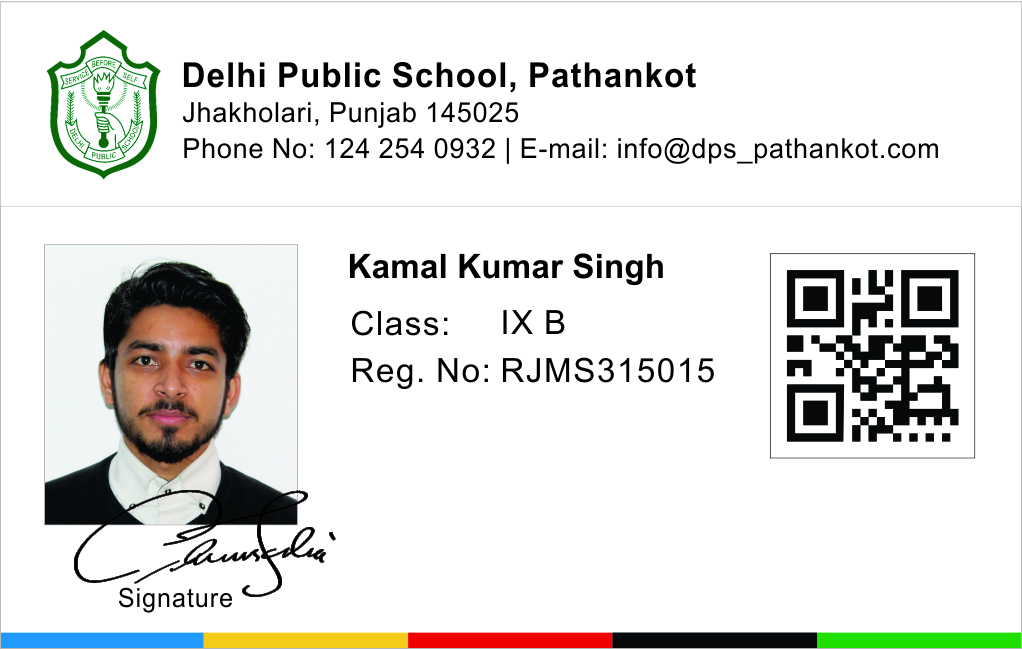 SERVICE BEFORE SELF
DELHI PUBLIC SCHOOL
Delhi Public School, Pathankot
Jhakholari, Punjab 145025
Phone No: 124 254 0932 | E-mail: info@dps_pathankot.com
Kamal Kumar Singh
Class: IX B
Reg. No: RJMS315015
Signature